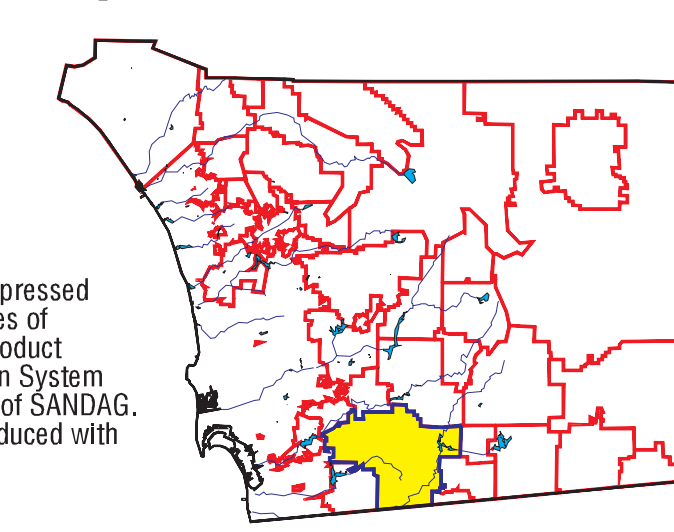 pressed
es of
oduct
n System
of SANDAG.
duced with